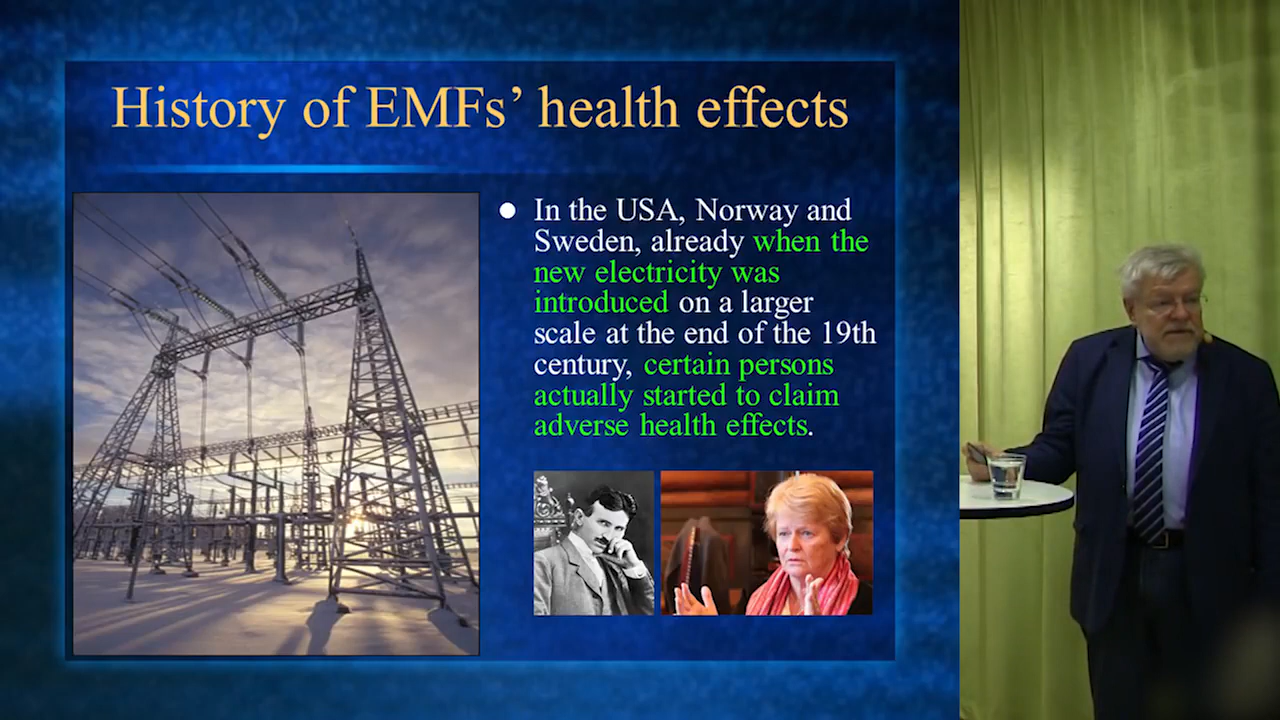 History of EMFs’ health effects
In the USA, Norway and
Sweden, already when the
new electricity was
introduced on a larger
scale at the end of the 19th
century, certain persons
actually started to claim
adverse health effects.